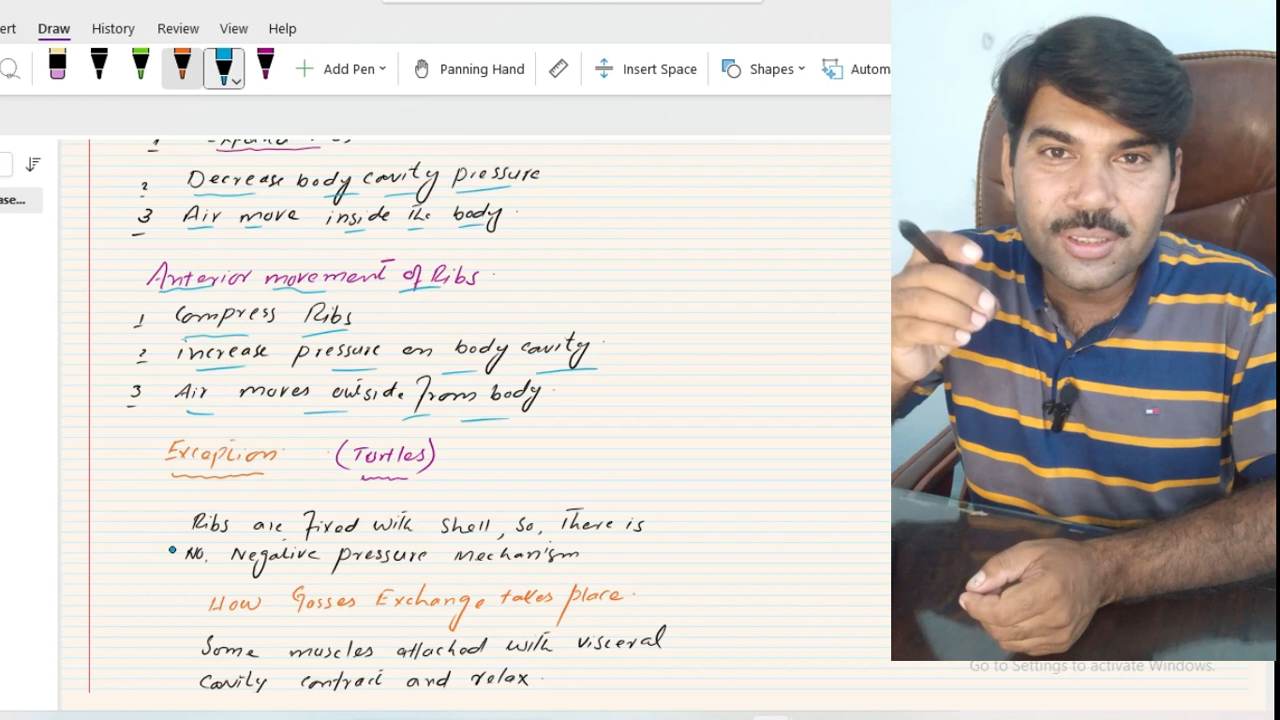 ert Draw History Review View Help
Add Pen Panning Hand Insert Space Shapes Autom
1
2 Decrease body cavity pressure
3 Air move inside the body
ase...
Anterior movement of Ribs
1 Compress Ribs
2 increase pressure on body cavity
3 Air moves outside from body
Exception (Turtles)
Ribs are fixed with shell, so, There is
No, Negative pressure mechanism
How Gosses Exchange takes place.
Some muscles attached with visceral
Cavity contract and relax
Go to Settings to activate Windows.